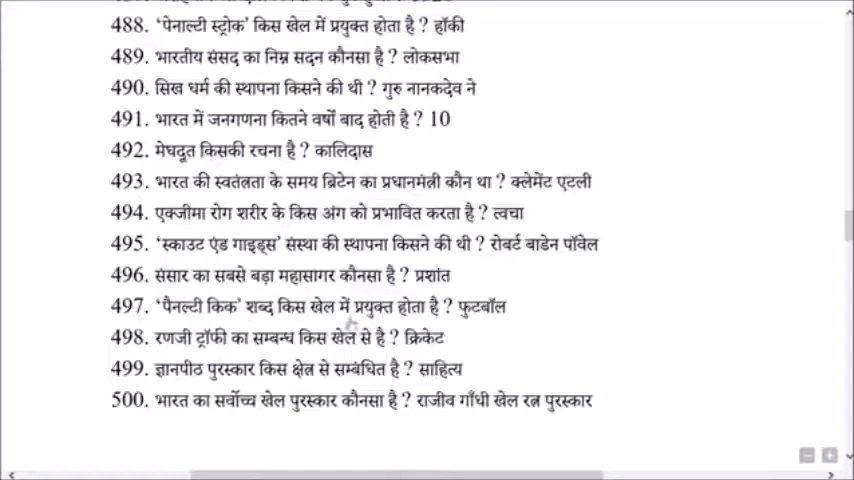 488. ‘पेनाल्टी स्ट्रोक’ किस खेल में प्रयुक्त होता है ? हॉकी
489. भारतीय संसद का निम्न सदन कौनसा है ? लोकसभा
490. सिख धर्म की स्थापना किसने की थी ? गुरु नानकदेव ने
491. भारत में जनगणना कितने वर्षों बाद होती है ? 10
492. मेघदूत किसकी रचना है ? कालिदास
493. भारत की स्वतंत्रता के समय ब्रिटेन का प्रधानमंत्री कौन था ? क्लेमेंट एटली
494. एक्जीमा रोग शरीर के किस अंग को प्रभावित करता है ? त्वचा
495. ‘स्काउट एंड गाइड्स’ संस्था की स्थापना किसने की थी ? रोबर्ट बाडेन पॉवेल
496. संसार का सबसे बड़ा महासागर कौनसा है ? प्रशांत
497. ‘पैनल्टी किक’ शब्द किस खेल में प्रयुक्त होता है ? फुटबॉल
498. रणजी ट्रॉफी का सम्बन्ध किस खेल से है ? क्रिकेट
499. ज्ञानपीठ पुरस्कार किस क्षेत्र से सम्बंधित है ? साहित्य
500. भारत का सर्वोच्च खेल पुरस्कार कौनसा है ? राजीव गाँधी खेल रत्न पुरस्कार